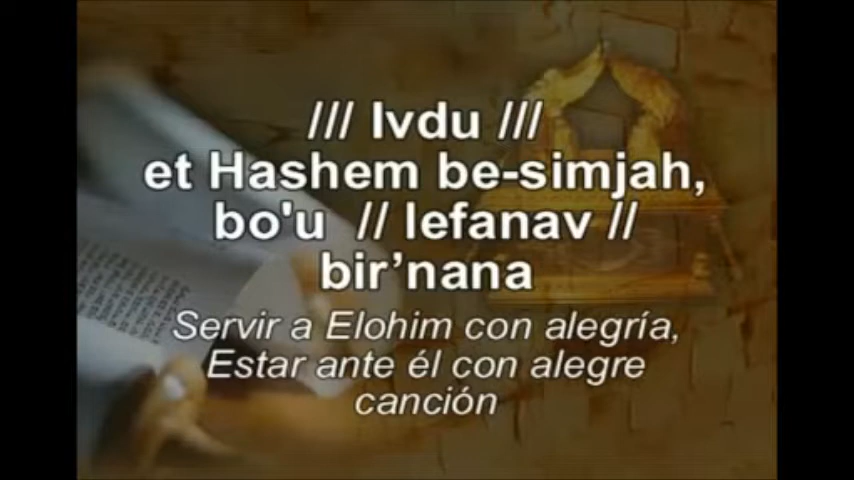 /// Ivdu ///
et Hashem be-simjah,
bo'u // lefanav //
bir’nana
Servir a Elohim con alegría,
Estar ante él con alegre
canción